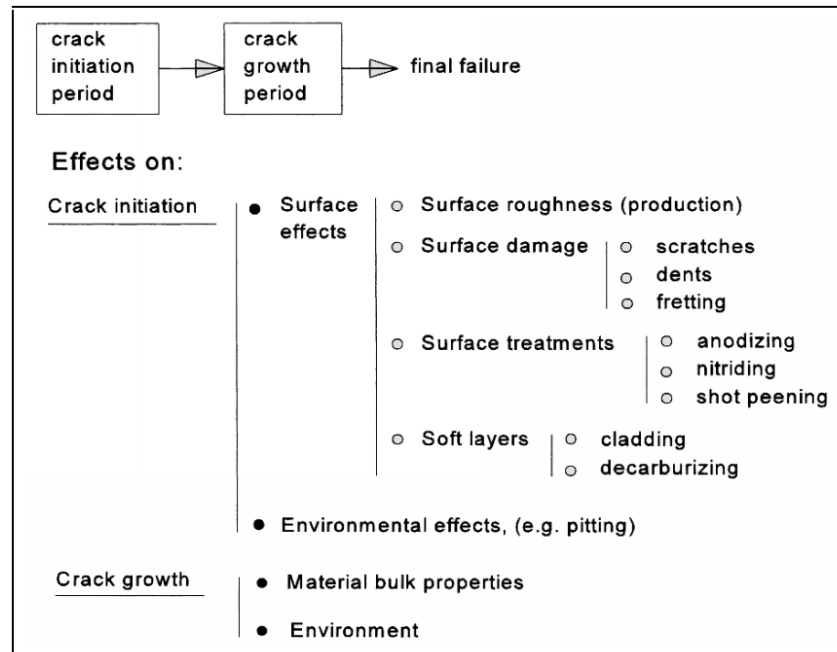 crack initiation period
crack growth period
final failure
Effects on:
Crack initiation
Surface effects
Surface roughness (production)
Surface damage
scratches
dents
fretting
Surface treatments
anodizing
nitriding
shot peening
Soft layers
cladding
decarburizing
Environmental effects, (e.g. pitting)
Crack growth
Material bulk properties
Environment